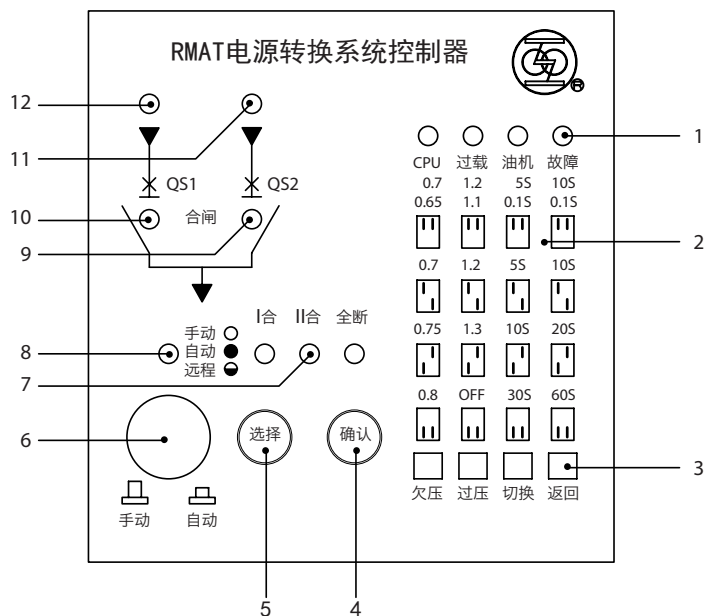 RMAT电源转换系统控制器
®
12
11
1
CPU 过载 油机 故障
QS1 QS2
0.7 1.2 5S 10S
0.65 1.1 0.1S 0.1S
10 合闸
2
9
0.7 1.2 5S 10S
Ⅰ合 Ⅱ合 全断
手动
0.75 1.3 10S 20S
8 自动
远程
7
0.8 OFF 30S 60S
6 选择 确认
3
欠压 过压 切换 返回
手动 自动
5 4